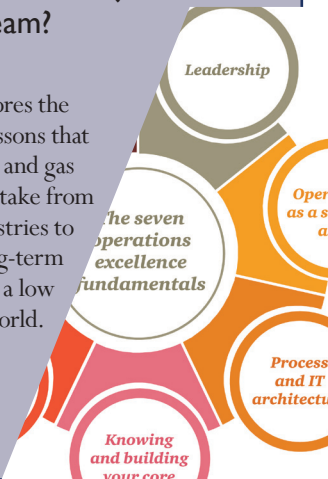 eam?
ores the
ssons that
and gas
take from
stries to
g-term
a low
orld.
Leadership
The seven
operations
excellence
fundamentals
Oper
as a s
a
Process
and IT
architectu
Knowing
and building
your core